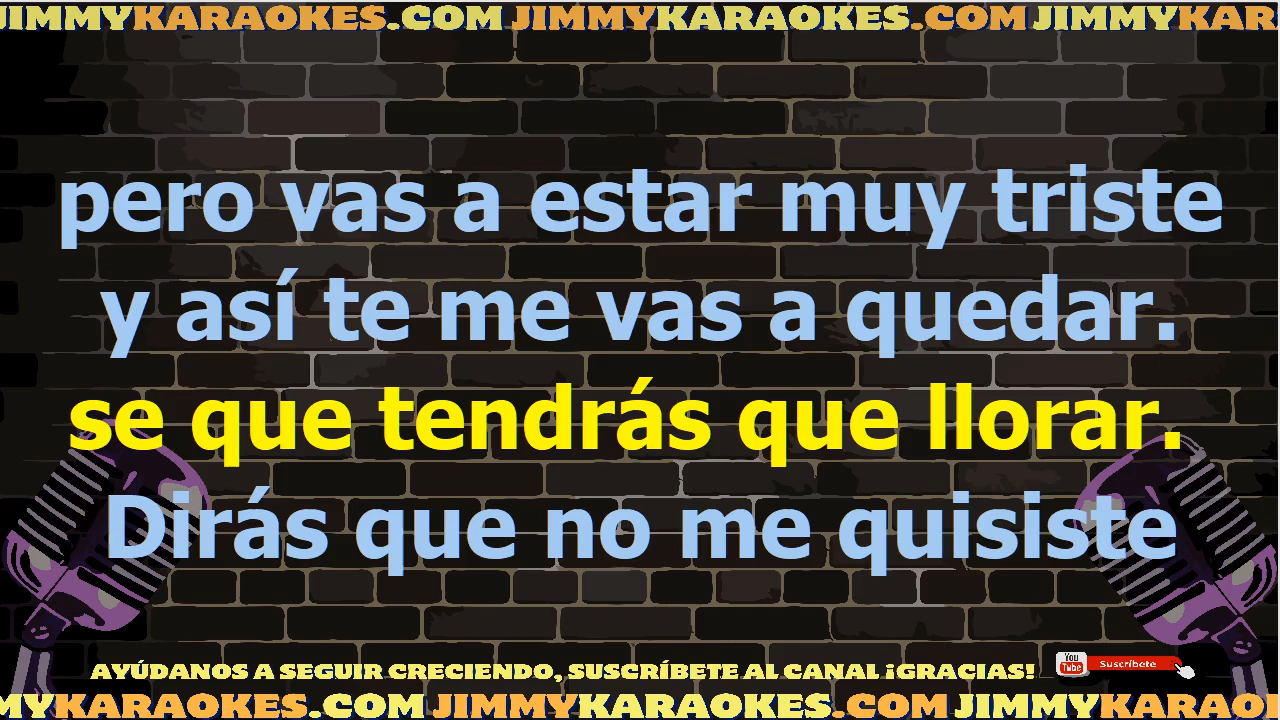 JIMMYKARAOKES.COM JIMMYKARAOKES.COM JIMMYKAR
pero vas a estar muy triste
y así te me vas a quedar.
se que tendrás que llorar.
Dirás que no me quisiste
AYÚDANOS A SEGUIR CRECIENDO, SUSCRÍBETE AL CANAL ¡GRACIAS!
You Tube Suscríbete
MYKARAOKES.COM JIMMYKARAOKES.COM JIMMYKARAO